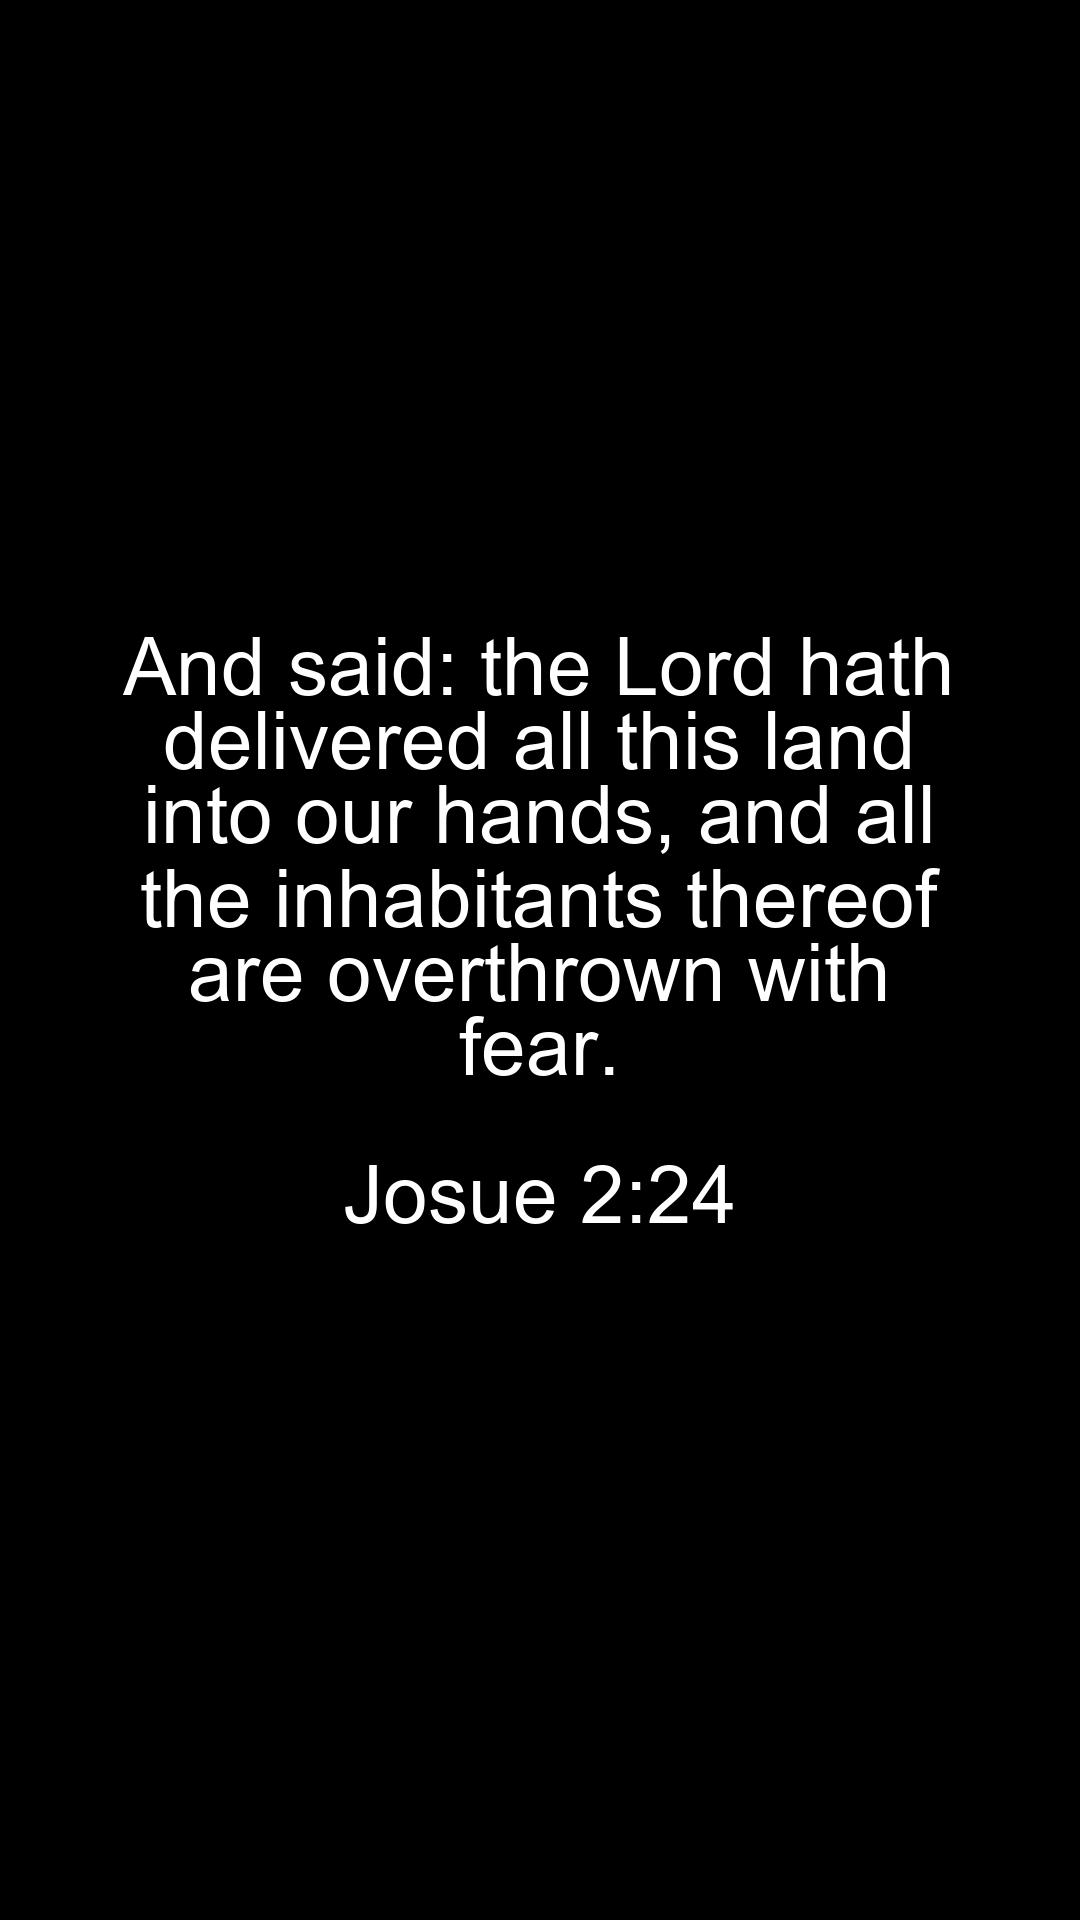 And said: the Lord hath
delivered all this land
into our hands, and all
the inhabitants thereof
are overthrown with
fear.
Josue 2:24